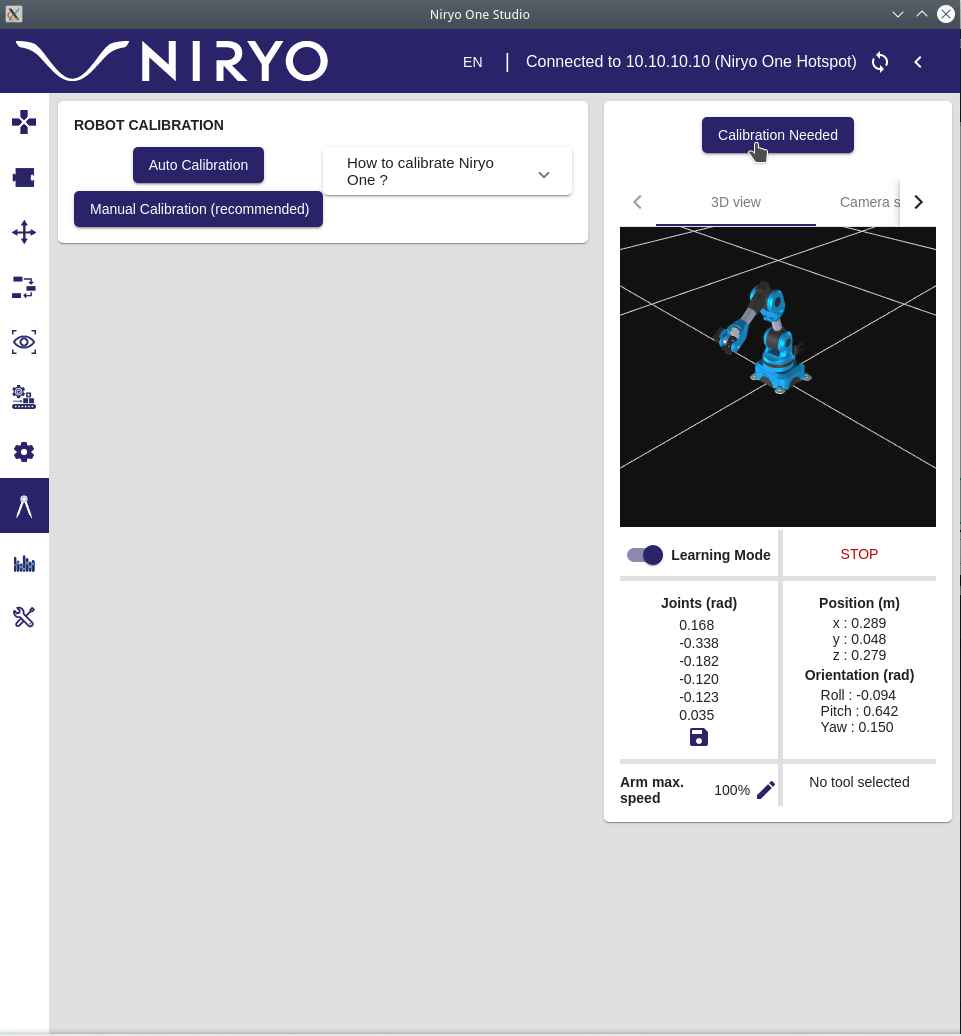 Niryo One Studio
NIRYO
EN
Connected to 10.10.10.10 (Niryo One Hotspot)
ROBOT CALIBRATION
Auto Calibration
Manual Calibration (recommended)
How to calibrate Niryo
One ?
Calibration Needed
3D view
Camera s
Learning Mode
STOP
Joints (rad)
0.168
-0.338
-0.182
-0.120
-0.123
0.035
Position (m)
x : 0.289
y : 0.048
z : 0.279
Orientation (rad)
Roll : -0.094
Pitch : 0.642
Yaw : 0.150
Arm max.
speed
100%
No tool selected